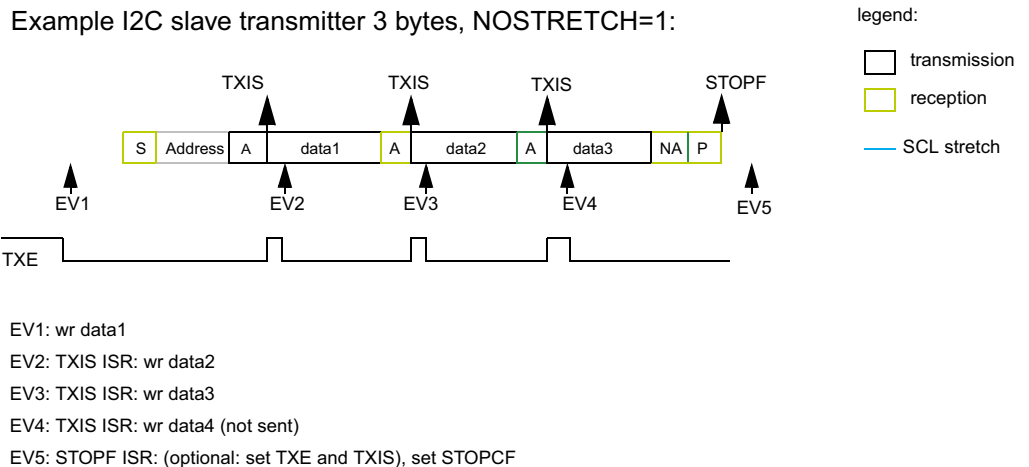 Example I2C slave transmitter 3 bytes, NOSTRETCH=1:
legend:
transmission
reception
SCL stretch
TXIS TXIS TXIS STOPF
S Address A data1 A data2 A data3 NA P
EV1 EV2 EV3 EV4 EV5
TXE
EV1: wr data1
EV2: TXIS ISR: wr data2
EV3: TXIS ISR: wr data3
EV4: TXIS ISR: wr data4 (not sent)
EV5: STOPF ISR: (optional: set TXE and TXIS), set STOPCF